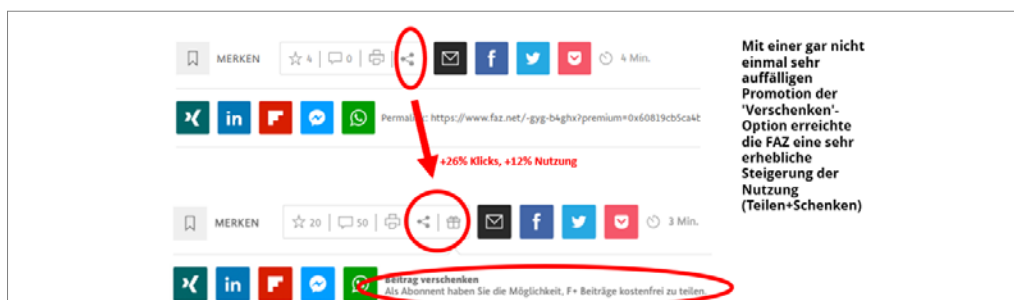 MERKEN ☆ 4 | 0 | 4 Min.
Permalink: https://www.faz.net/-gyg-b4ghx?premium=0x60819cb5ca4b
+26% Klicks, +12% Nutzung
MERKEN ☆ 20 | 50 | 3 Min.
Beitrag verschenken
Als Abonnent haben Sie die Möglichkeit, F+ Beiträge kostenfrei zu teilen.
Mit einer gar nicht
einmal sehr
auffälligen
Promotion der
'Verschenken'-
Option erreichte
die FAZ eine sehr
erhebliche
Steigerung der
Nutzung
(Teilen+Schenken)